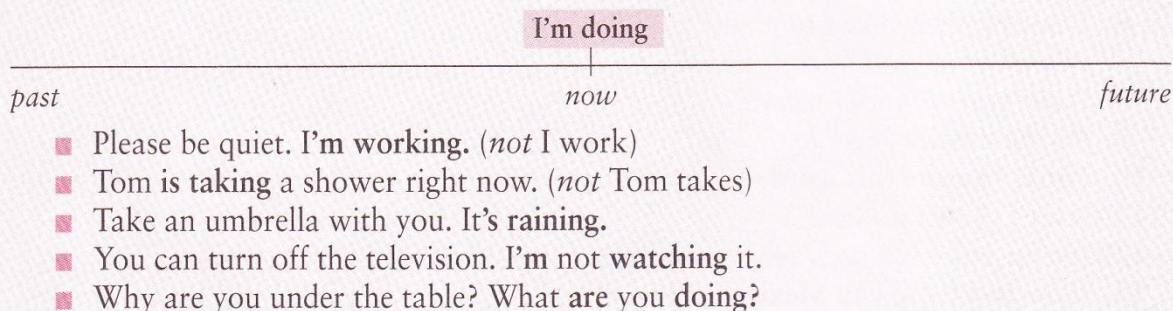 I'm doing
past now future
Please be quiet. I'm working. (not I work)
Tom is taking a shower right now. (not Tom takes)
Take an umbrella with you. It's raining.
You can turn off the television. I'm not watching it.
Why are you under the table? What are you doing?